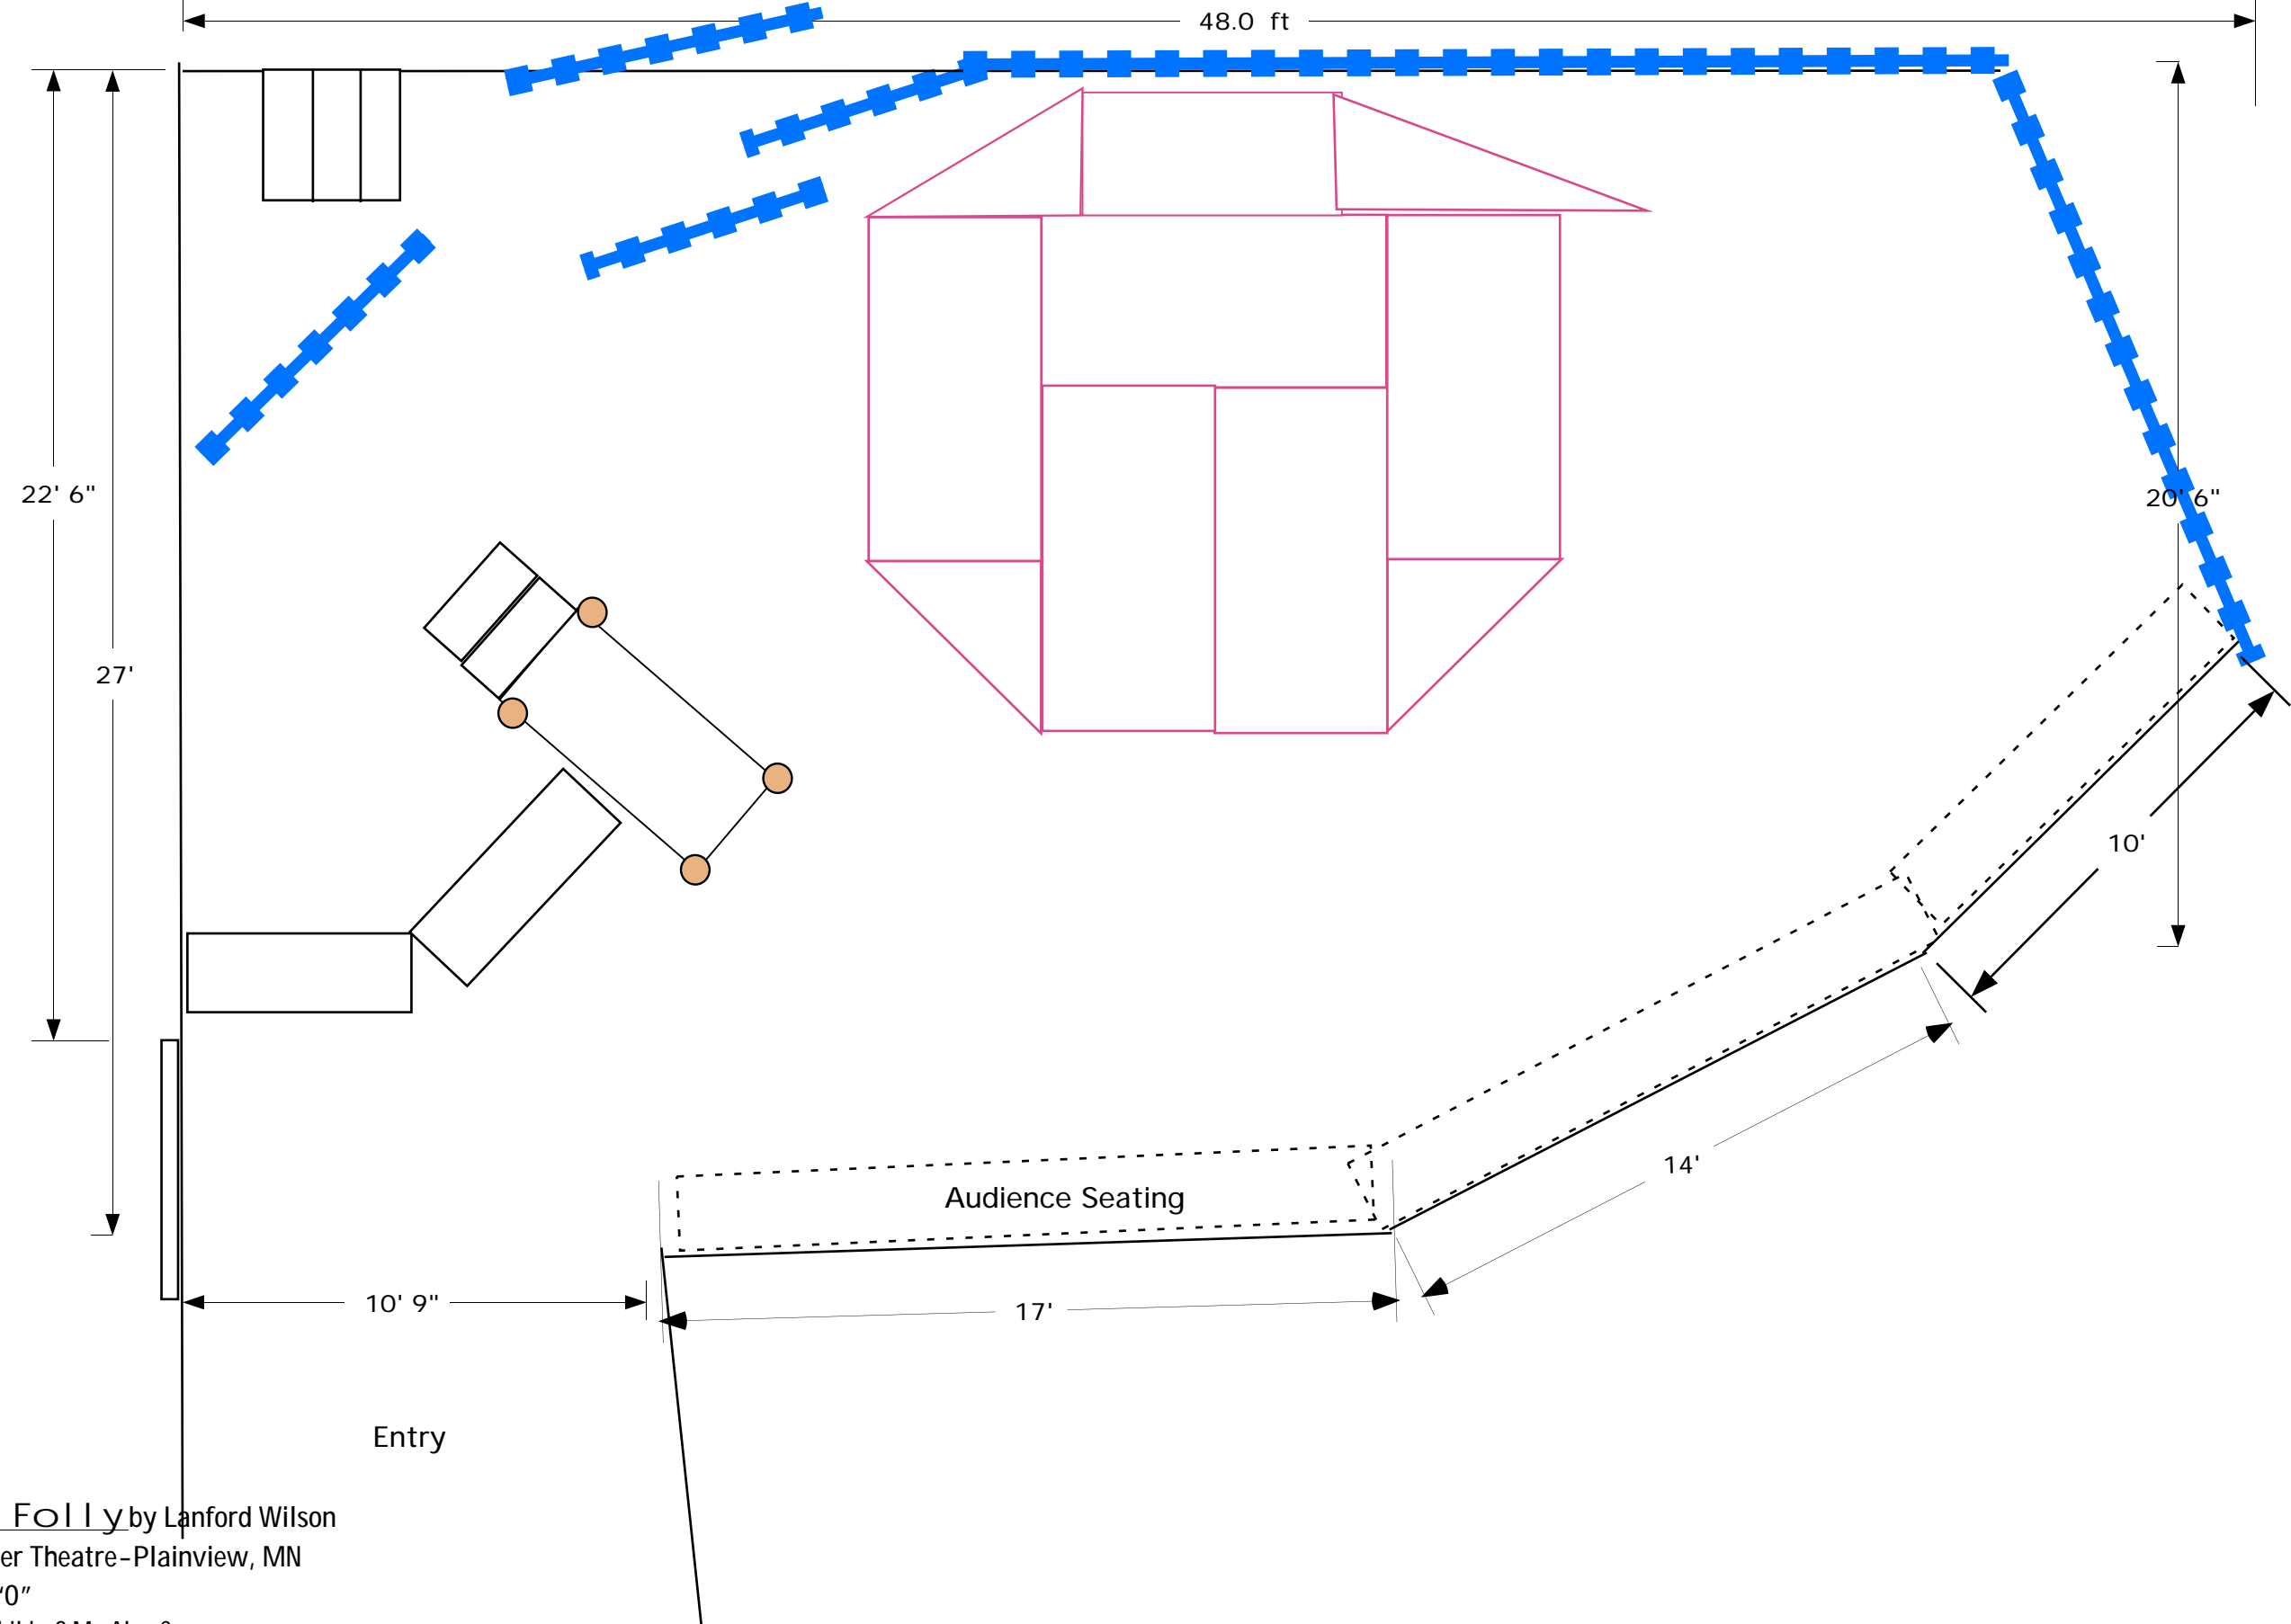 48.0 ft
22' 6"
20' 6"
27'
10'
14'
Audience Seating
10' 9"
17'
Entry
Folly by Lanford Wilson
er Theatre-Plainview, MN
"0"